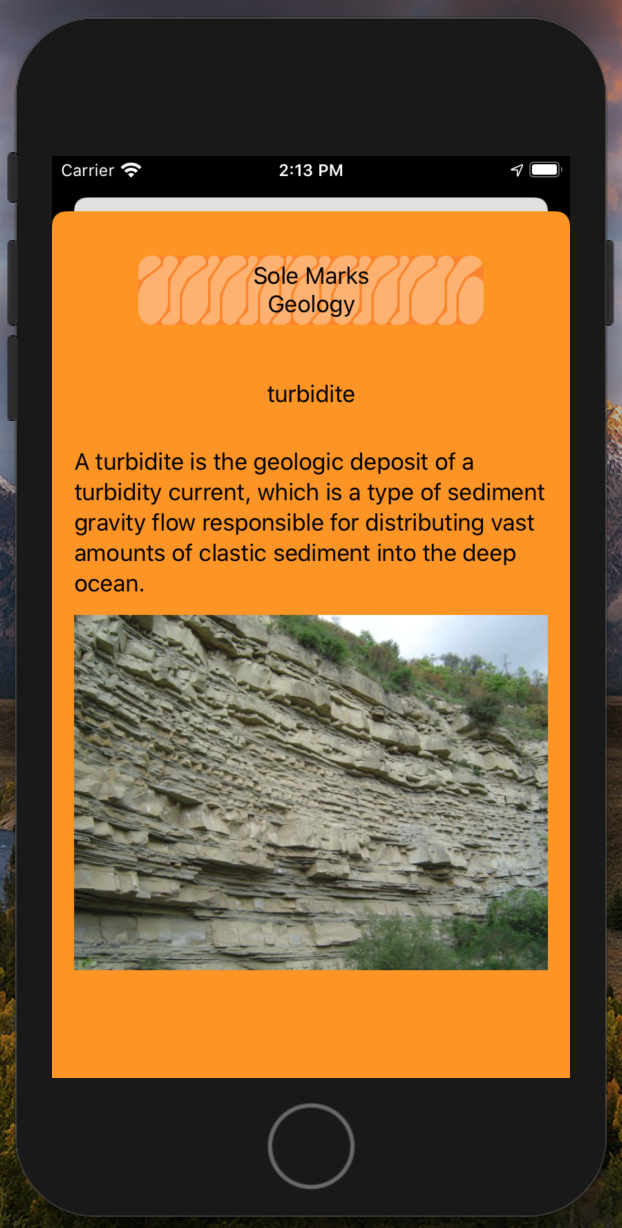 Carrier
2:13 PM
Sole Marks
Geology
turbidite
A turbidite is the geologic deposit of a
turbidity current, which is a type of sediment
gravity flow responsible for distributing vast
amounts of clastic sediment into the deep
ocean.